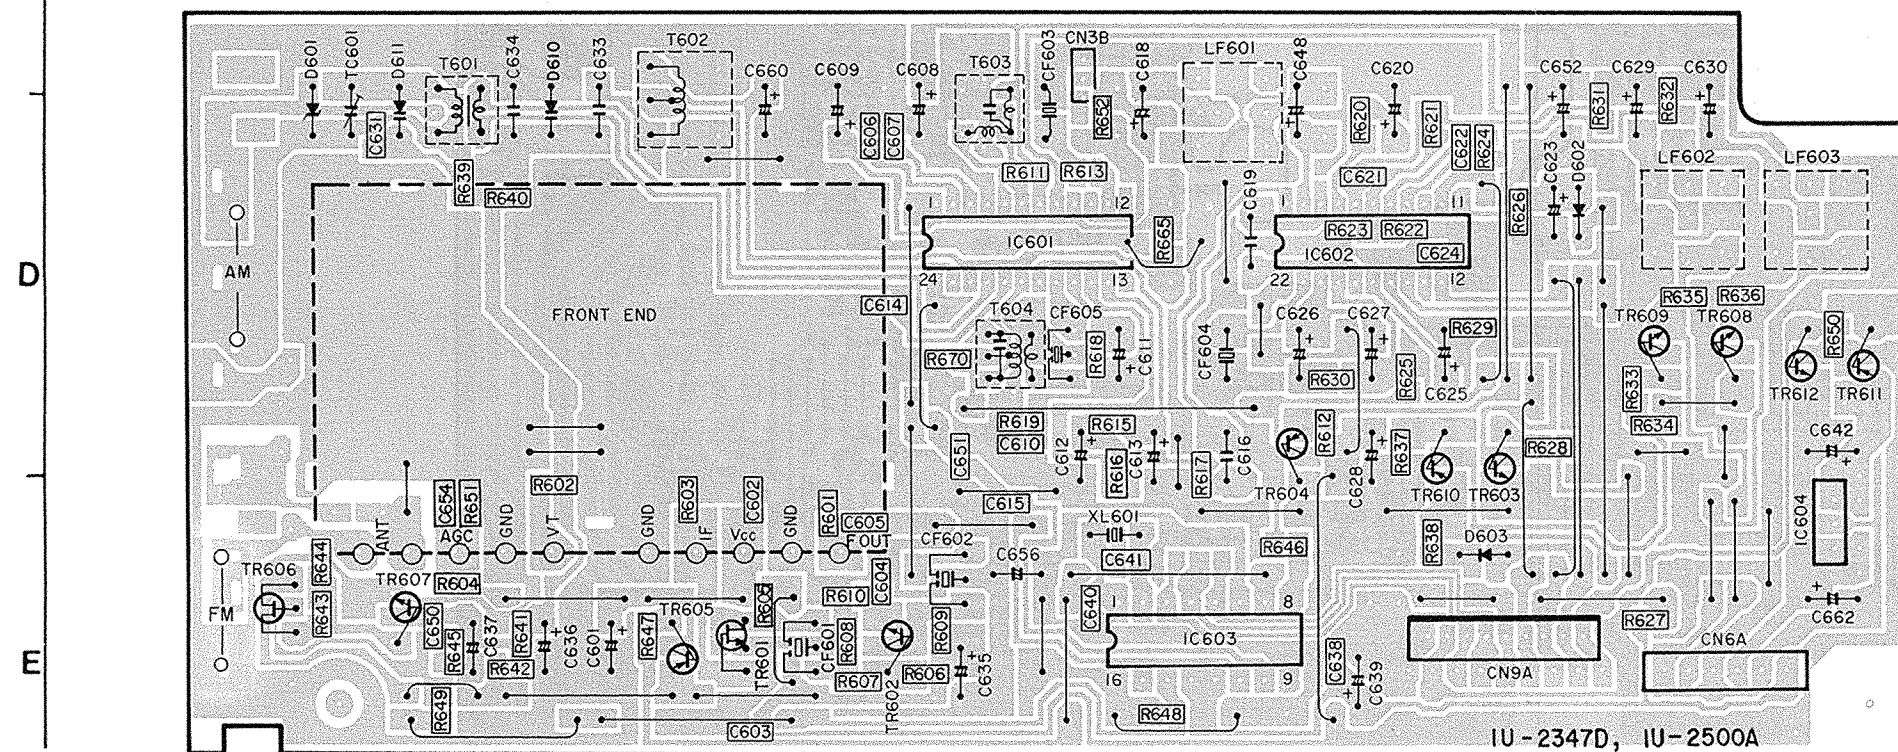 D601 TC601 D611 T601 C634 D610 C633 T602 C660 C609 C608 T603 CF603 CN3B C618 LF601 C648 C620 C652 C629 C630
C631 C606 C607 R652 R620 R621 C622 R624 R631 R632
R639 R640 R611 R613 C621 C623 D602 LF602 LF603
1 12 C619 1 11 R626
AM IC601 R665 R623 R622 IC602 C624
D
24 13 22 12
FRONT END C614 T604 CF605 C626 C627 R629 R635 R636
TR609 TR608 R650
R670 R618 C611 CF604 R630 R625 C625 R633 TR612 TR611
R619 R615 R612 R634
C651 C610 C612 R616 C613 R617 C616 C628 R637 R628 C642
C654 R651 R602 R603 C602 R601 C615 TR604 TR610 TR603
ANT AGC GND VT GND IF Vcc GND C605 F.OUT XL601 IC604
R644 CF602 C656 C641 R646 R638 D603
TR606 TR607 R604 C604
FM R643 C650 TR605 R605 R610 C640 1 8 C662
R645 C637 R641 C636 C601 R647 CF601 R608 R609 IC603 R627
E
R642 TR601 R607 TR602 R606 C635 16 9 C638 C639 CN9A CN6A
R649 C603 R648
1U-2347D, 1U-2500A